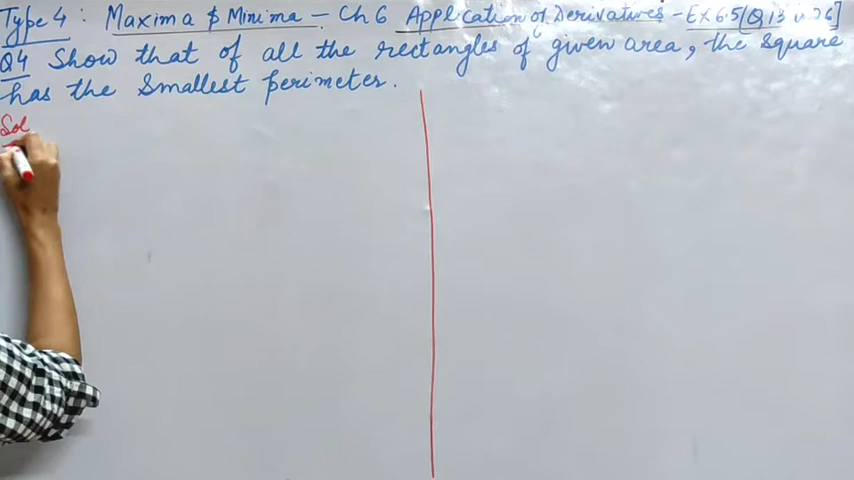 Type 4 : Maxima & Minima - Ch 6 Application of Derivatives - EX 6.5[Q 13 to 26]
Q4 Show that of all the rectangles of given area, the square
has the smallest perimeter.
Sol